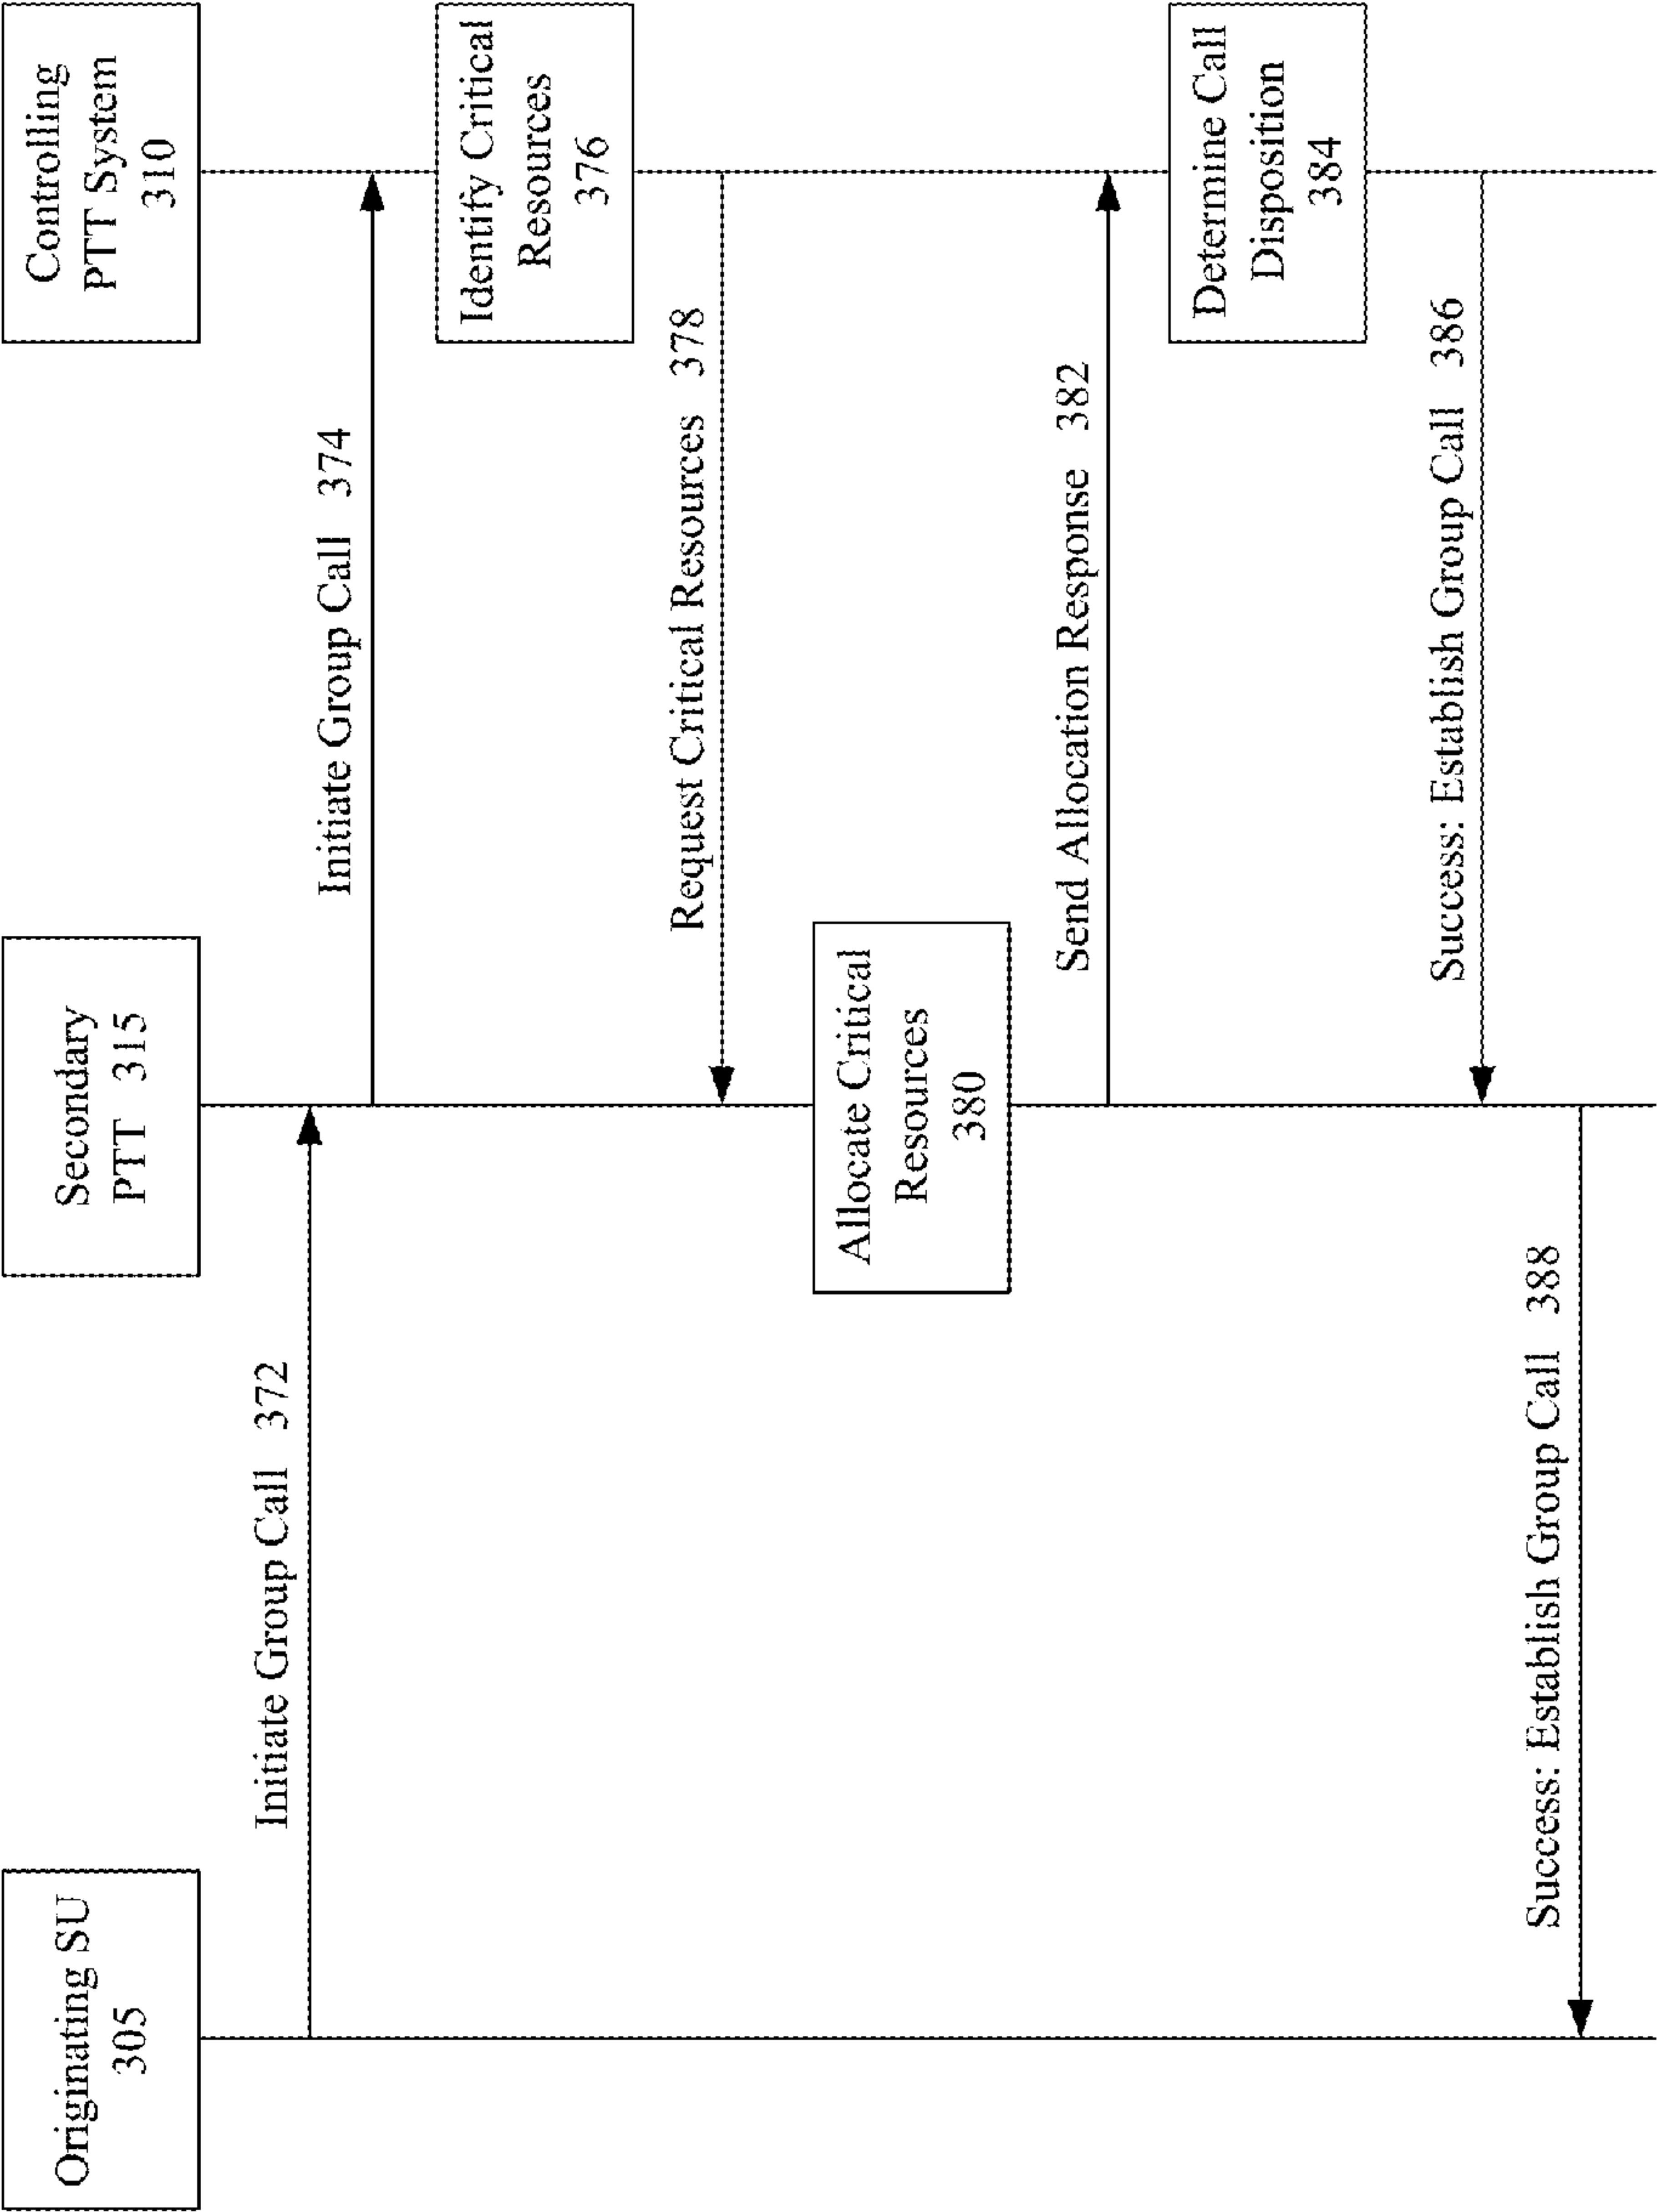 Originating SU
305
Secondary
PTT 315
Controlling
PTT System
310
Initiate Group Call 372
Initiate Group Call 374
Identify Critical
Resources
376
Request Critical Resources 378
Allocate Critical
Resources
380
Send Allocation Response 382
Determine Call
Disposition
384
Success: Establish Group Call 386
Success: Establish Group Call 388